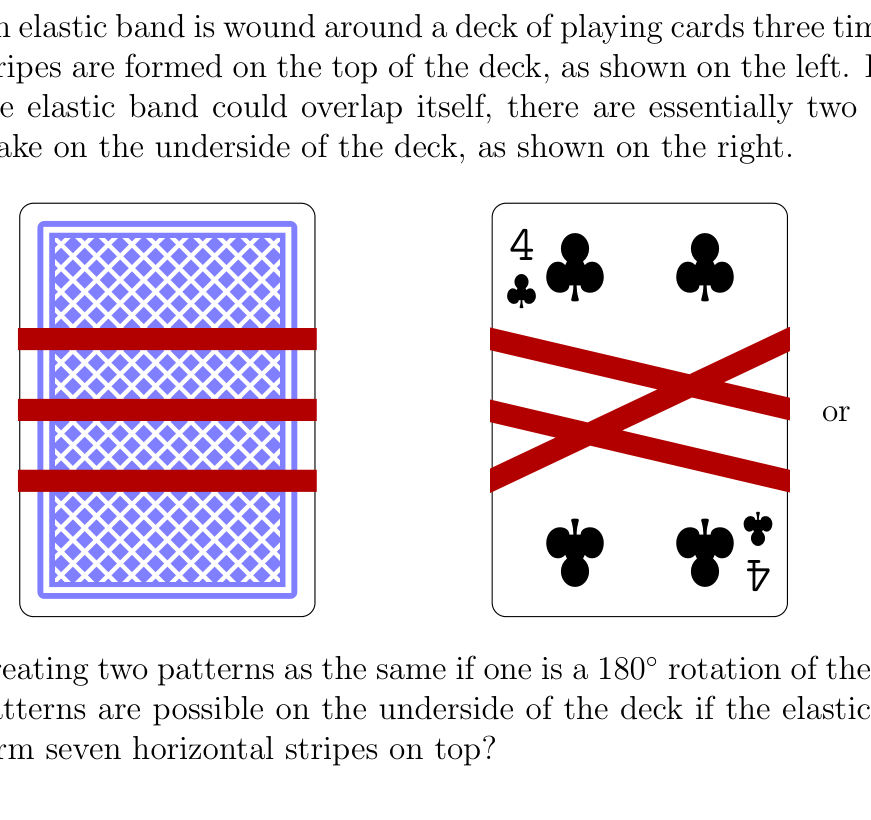 n elastic band is wound around a deck of playing cards three tim
ripes are formed on the top of the deck, as shown on the left.
e elastic band could overlap itself, there are essentially two
ake on the underside of the deck, as shown on the right.
4
or
4
reating two patterns as the same if one is a 180° rotation of the
atterns are possible on the underside of the deck if the elastic
rm seven horizontal stripes on top?